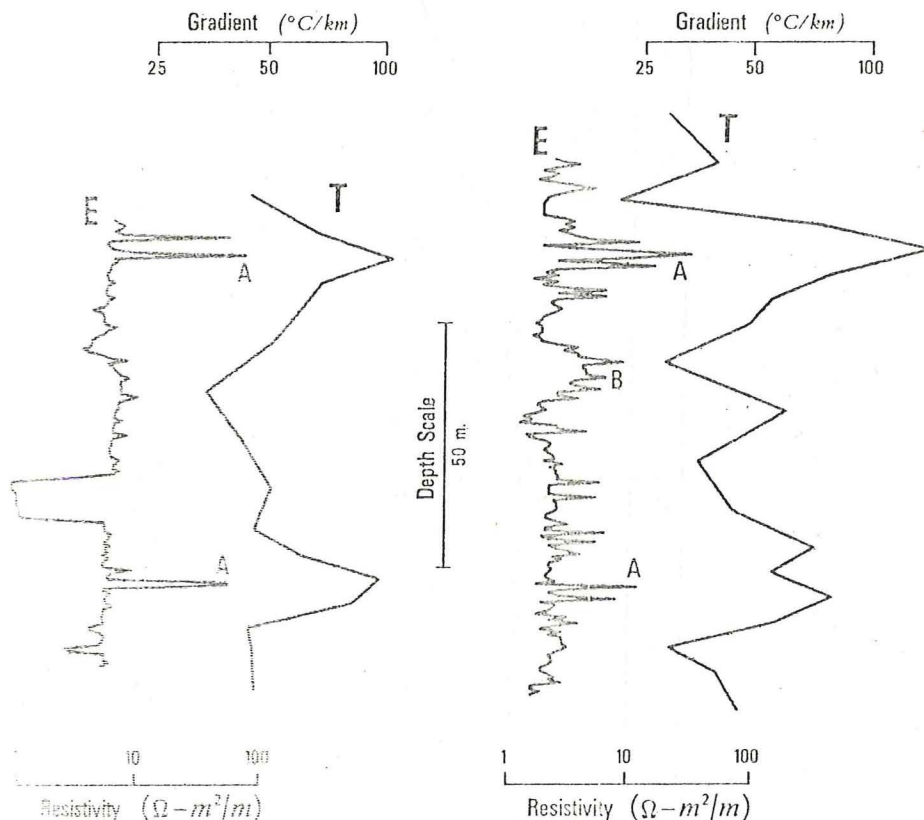 Gradient (°C/km)
25 50 100
Gradient (°C/km)
25 50 100
E
T
A
A
E
T
A
B
A
Depth Scale
50 m.
10 100
Resistivity (Ω-m²/m)
1 10 100
Resistivity (Ω-m²/m)